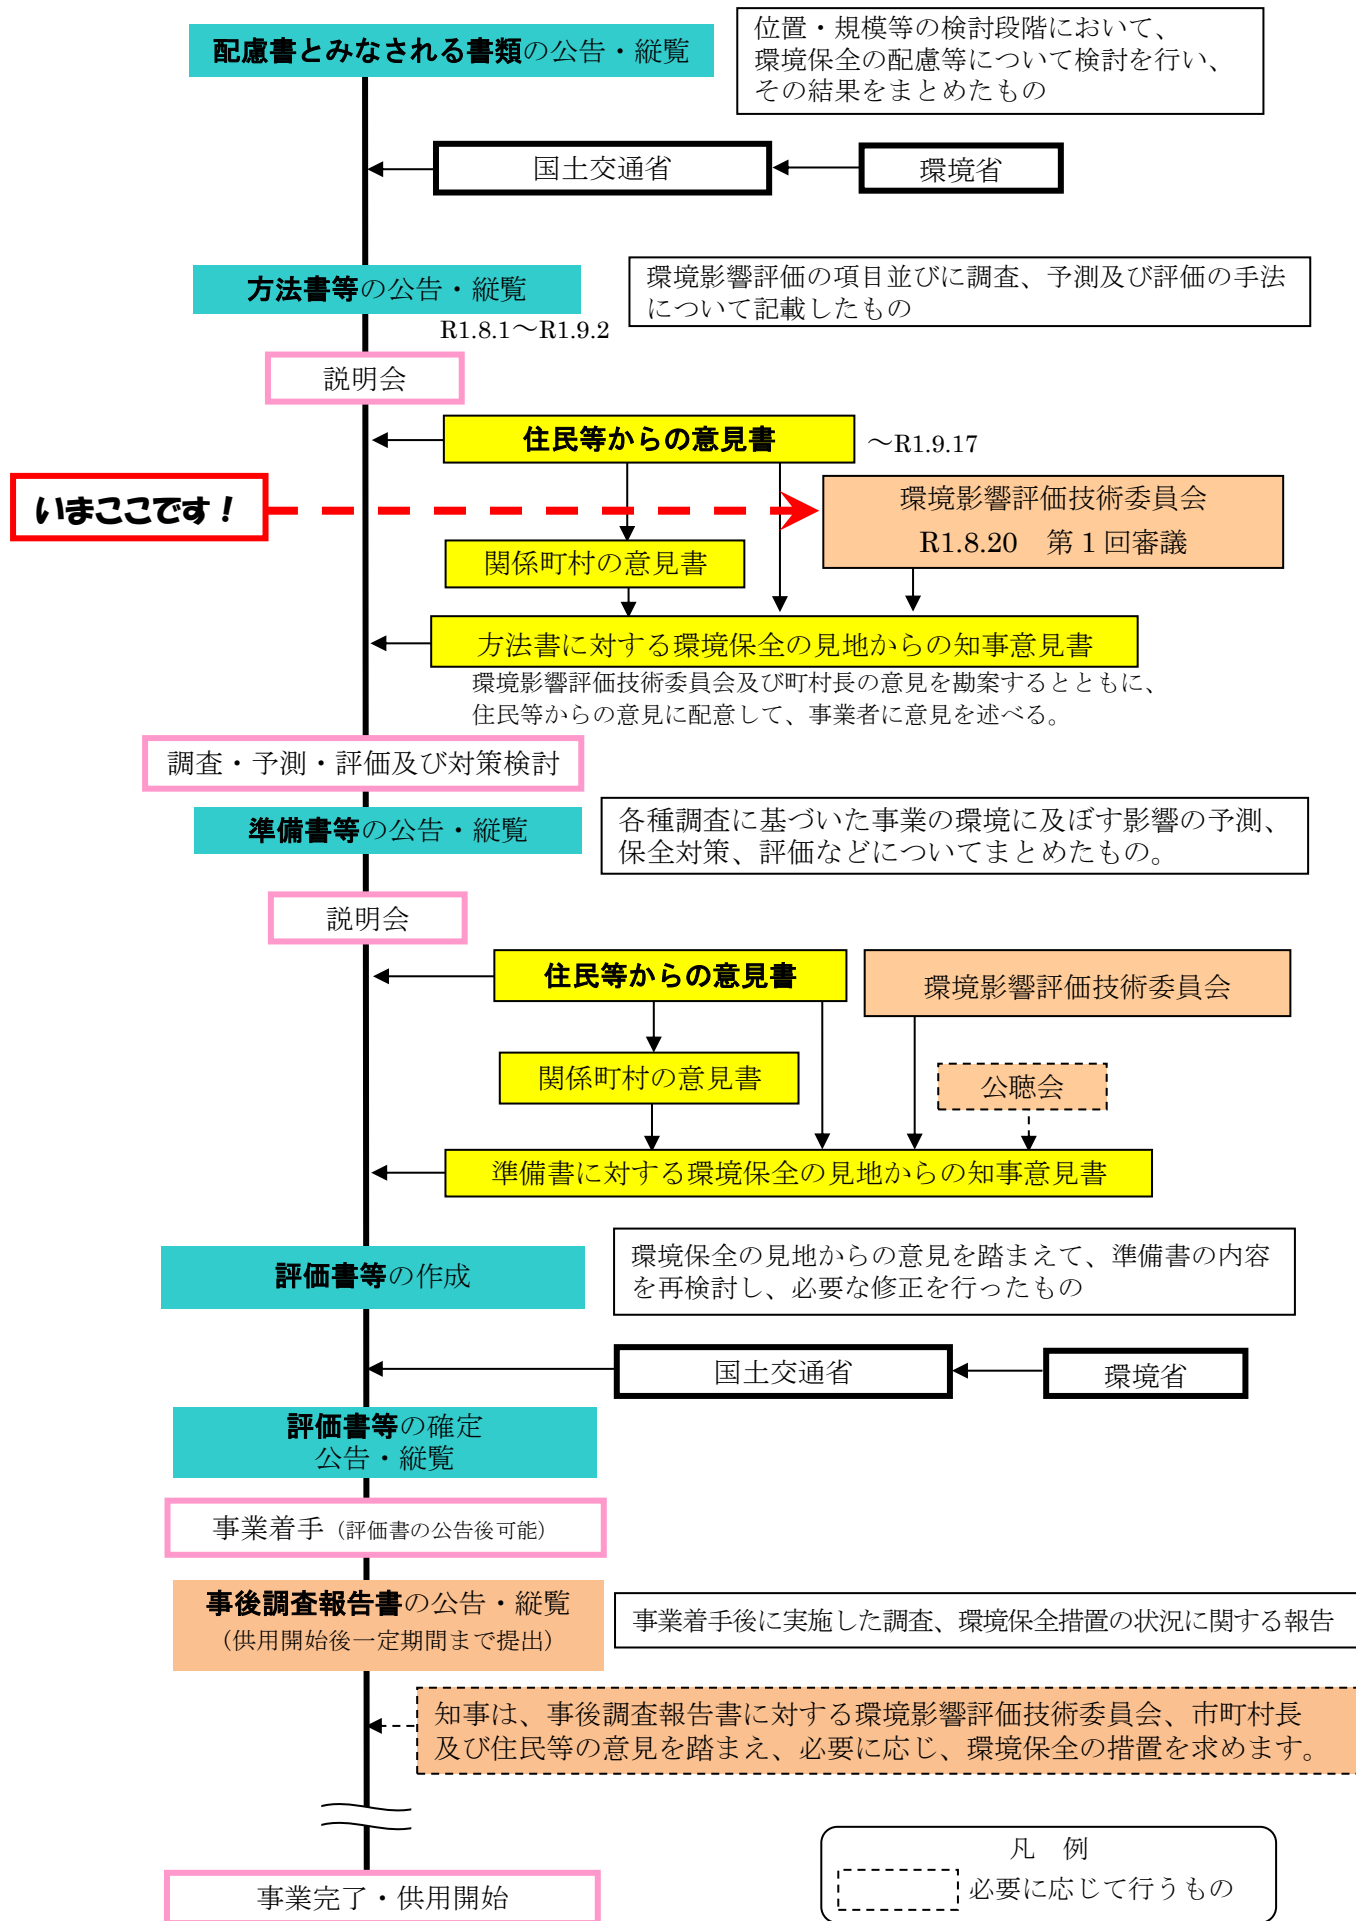 配慮書とみなされる書類の公告・縦覧
位置・規模等の検討段階において、
環境保全の配慮等について検討を行い、
その結果をまとめたもの
国土交通省
環境省
方法書等の公告・縦覧
環境影響評価の項目並びに調査、予測及び評価の手法
について記載したもの
R1.8.1～R1.9.2
説明会
住民等からの意見書
～R1.9.17
いまここです！
環境影響評価技術委員会
R1.8.20　第1回審議
関係町村の意見書
方法書に対する環境保全の見地からの知事意見書
環境影響評価技術委員会及び町村長の意見を勘案するとともに、
住民等からの意見に配意して、事業者に意見を述べる。
調査・予測・評価及び対策検討
準備書等の公告・縦覧
各種調査に基づいた事業の環境に及ぼす影響の予測、
保全対策、評価などについてまとめたもの。
説明会
住民等からの意見書
環境影響評価技術委員会
関係町村の意見書
公聴会
準備書に対する環境保全の見地からの知事意見書
評価書等の作成
環境保全の見地からの意見を踏まえて、準備書の内容
を再検討し、必要な修正を行ったもの
国土交通省
環境省
評価書等の確定
公告・縦覧
事業着手（評価書の公告後可能）
事後調査報告書の公告・縦覧
（供用開始後一定期間まで提出）
事業着手後に実施した調査、環境保全措置の状況に関する報告
知事は、事後調査報告書に対する環境影響評価技術委員会、市町村長
及び住民等の意見を踏まえ、必要に応じ、環境保全の措置を求めます。
凡　例
必要に応じて行うもの
事業完了・供用開始